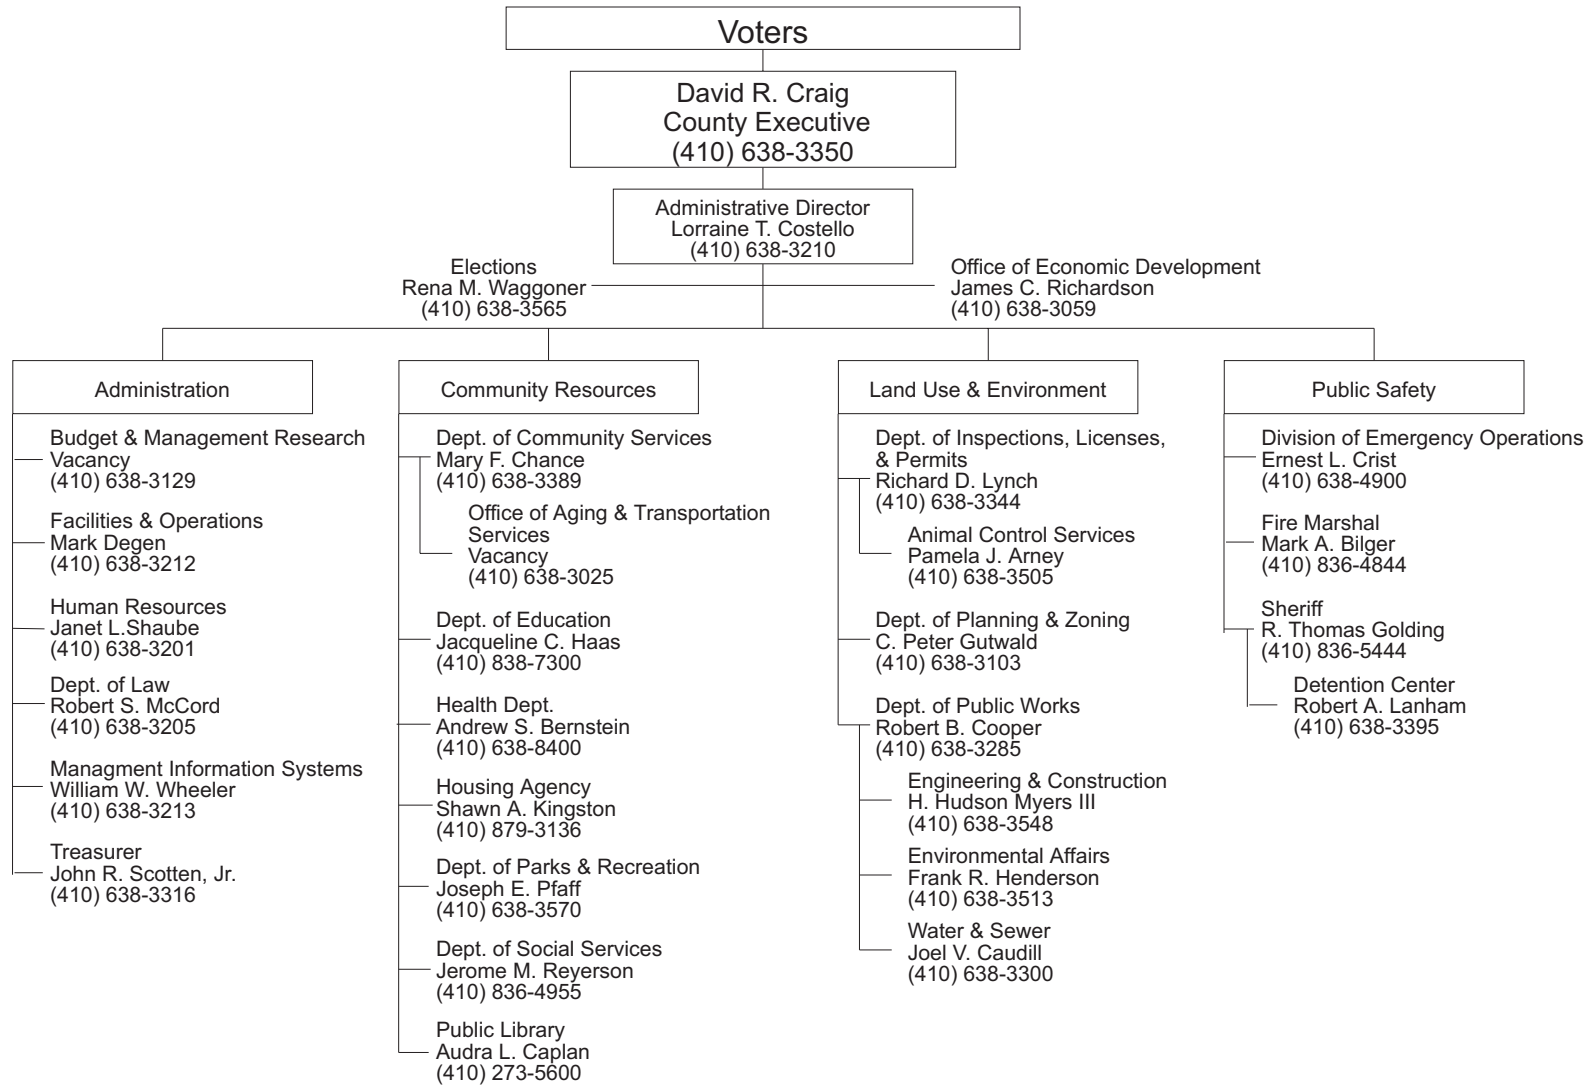 Voters
David R. Craig
County Executive
(410) 638-3350
Administrative Director
Lorraine T. Costello
(410) 638-3210
Elections
Rena M. Waggoner
(410) 638-3565
Office of Economic Development
James C. Richardson
(410) 638-3059
Administration
Budget & Management Research
Vacancy
(410) 638-3129
Facilities & Operations
Mark Degen
(410) 638-3212
Human Resources
Janet L.Shaube
(410) 638-3201
Dept. of Law
Robert S. McCord
(410) 638-3205
Managment Information Systems
William W. Wheeler
(410) 638-3213
Treasurer
John R. Scotten, Jr.
(410) 638-3316
Community Resources
Dept. of Community Services
Mary F. Chance
(410) 638-3389
Office of Aging & Transportation
Services
Vacancy
(410) 638-3025
Dept. of Education
Jacqueline C. Haas
(410) 838-7300
Health Dept.
Andrew S. Bernstein
(410) 638-8400
Housing Agency
Shawn A. Kingston
(410) 879-3136
Dept. of Parks & Recreation
Joseph E. Pfaff
(410) 638-3570
Dept. of Social Services
Jerome M. Reyerson
(410) 836-4955
Public Library
Audra L. Caplan
(410) 273-5600
Land Use & Environment
Dept. of Inspections, Licenses,
& Permits
Richard D. Lynch
(410) 638-3344
Animal Control Services
Pamela J. Arney
(410) 638-3505
Dept. of Planning & Zoning
C. Peter Gutwald
(410) 638-3103
Dept. of Public Works
Robert B. Cooper
(410) 638-3285
Engineering & Construction
H. Hudson Myers III
(410) 638-3548
Environmental Affairs
Frank R. Henderson
(410) 638-3513
Water & Sewer
Joel V. Caudill
(410) 638-3300
Public Safety
Division of Emergency Operations
Ernest L. Crist
(410) 638-4900
Fire Marshal
Mark A. Bilger
(410) 836-4844
Sheriff
R. Thomas Golding
(410) 836-5444
Detention Center
Robert A. Lanham
(410) 638-3395